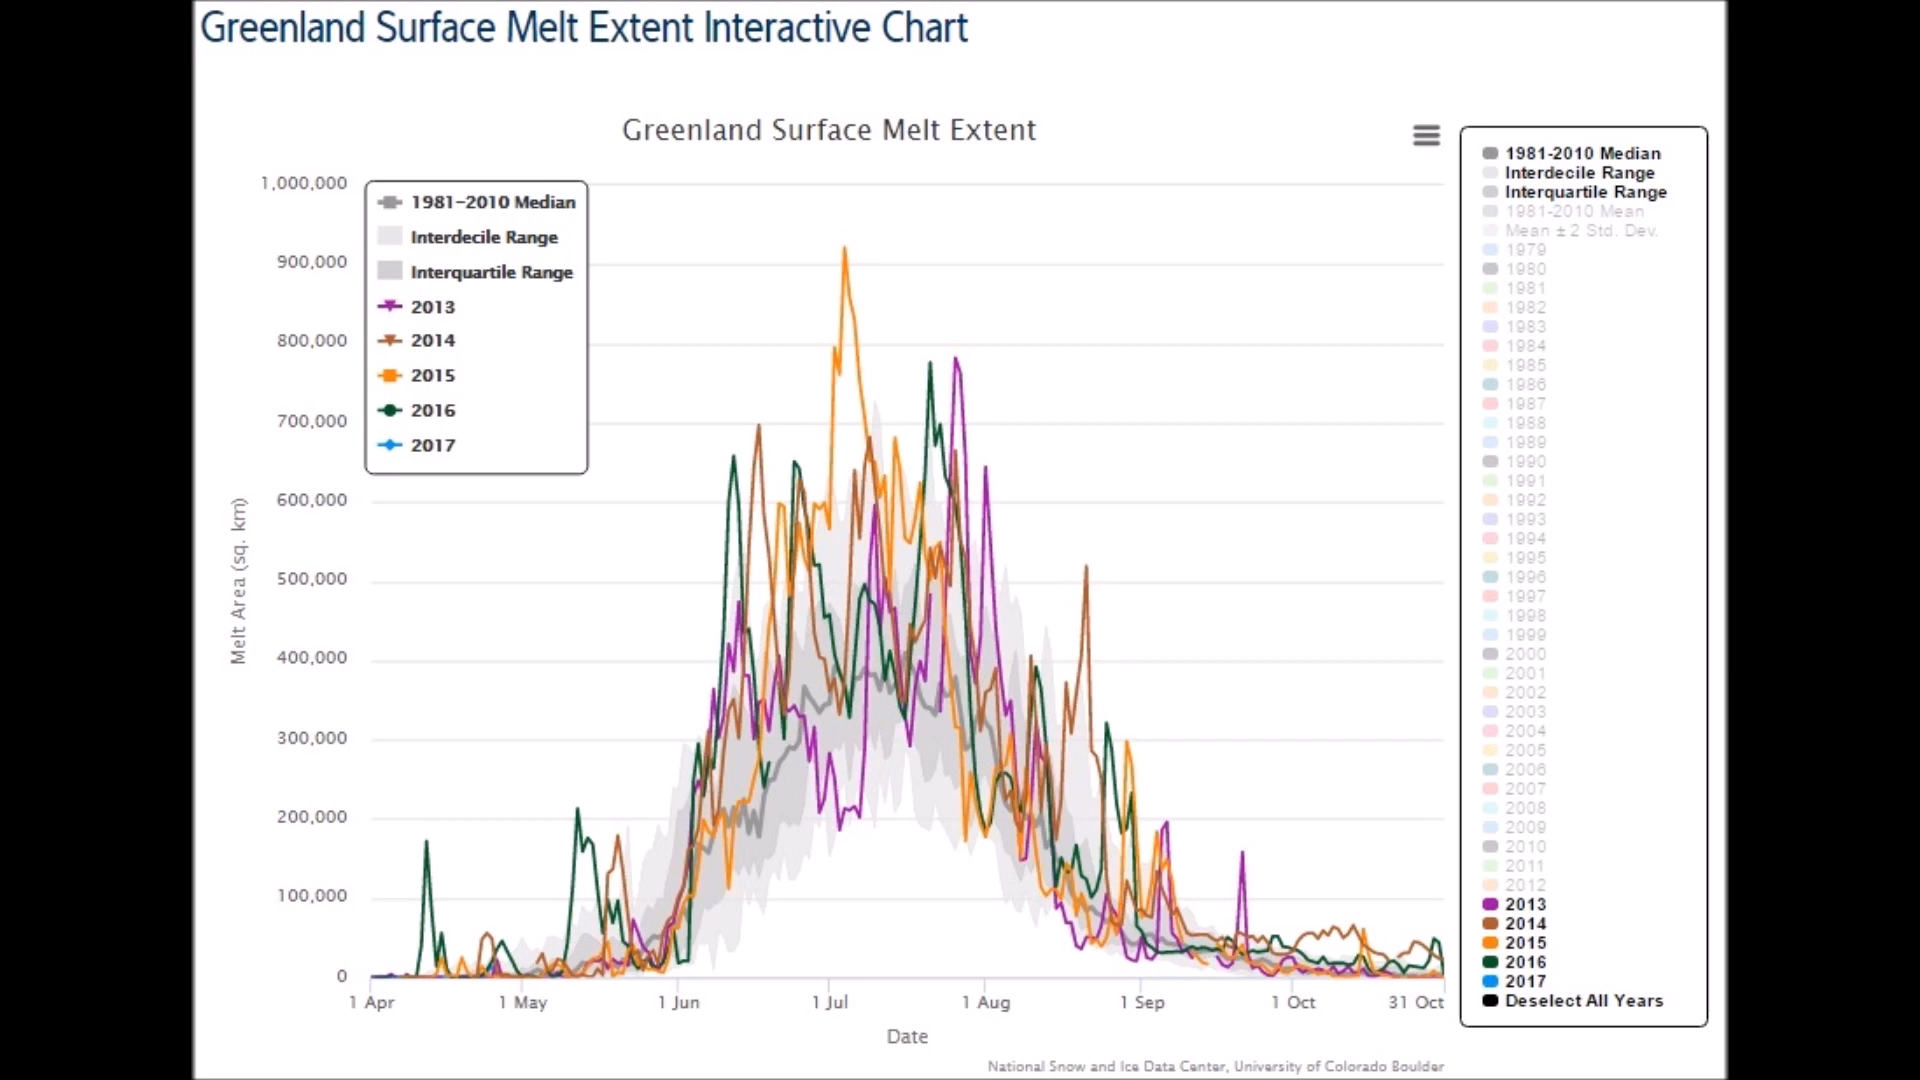 Greenland Surface Melt Extent Interactive Chart
Greenland Surface Melt Extent
1,000,000
900,000
800,000
700,000
600,000
500,000
400,000
300,000
200,000
100,000
0
Melt Area (sq. km)
1981-2010 Median
Interdecile Range
Interquartile Range
2013
2014
2015
2016
2017
1 Apr
1 May
1 Jun
1 Jul
1 Aug
1 Sep
1 Oct
31 Oct
Date
National Snow and Ice Data Center, University of Colorado Boulder
1981-2010 Median
Interdecile Range
Interquartile Range
1981-2010 Mean
Mean ± 2 Std. Dev.
1979
1980
1981
1982
1983
1984
1985
1986
1987
1988
1989
1990
1991
1992
1993
1994
1995
1996
1997
1998
1999
2000
2001
2002
2003
2004
2005
2006
2007
2008
2009
2010
2011
2012
2013
2014
2015
2016
2017
Deselect All Years